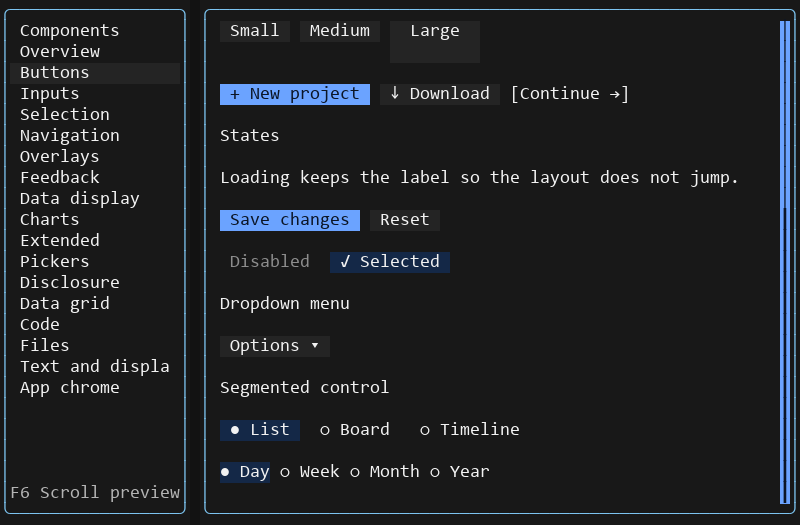 Components
Overview
Buttons
Inputs
Selection
Navigation
Overlays
Feedback
Data display
Charts
Extended
Pickers
Disclosure
Data grid
Code
Files
Text and displa
App chrome
F6 Scroll preview
Small Medium Large
+ New project ↓ Download [Continue →]
States
Loading keeps the label so the layout does not jump.
Save changes Reset
Disabled ✓ Selected
Dropdown menu
Options ▾
Segmented control
● List ○ Board ○ Timeline
● Day ○ Week ○ Month ○ Year